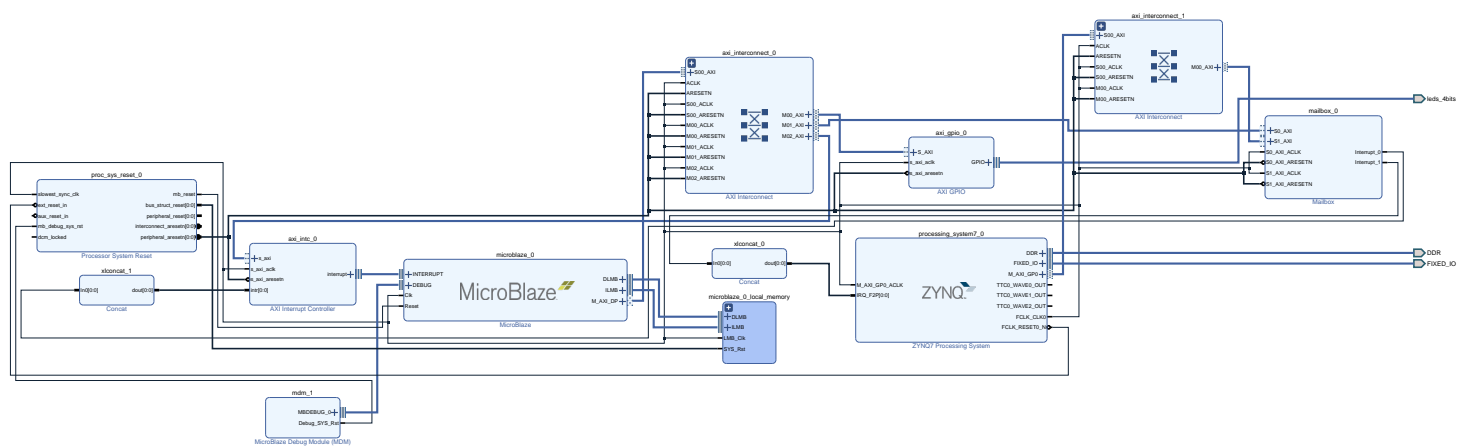 axi_interconnect_1
S00_AXI
ACLK
ARESETN
S00_ACLK
S00_ARESETN
M00_ACLK
M00_ARESETN
M00_AXI
AXI Interconnect
axi_interconnect_0
S00_AXI
ACLK
ARESETN
S00_ACLK
S00_ARESETN
M00_ACLK
M00_ARESETN
M01_ACLK
M01_ARESETN
M02_ACLK
M02_ARESETN
M00_AXI
M01_AXI
M02_AXI
AXI Interconnect
leds_4bits
mailbox_0
S0_AXI
S1_AXI
S0_AXI_ACLK
S0_AXI_ARESETN
S1_AXI_ACLK
S1_AXI_ARESETN
Interrupt_0
Interrupt_1
Mailbox
axi_gpio_0
S_AXI
s_axi_aclk
s_axi_aresetn
GPIO
AXI GPIO
proc_sys_reset_0
slowest_sync_clk
ext_reset_in
aux_reset_in
mb_debug_sys_rst
dcm_locked
mb_reset
bus_struct_reset[0:0]
peripheral_reset[0:0]
interconnect_aresetn[0:0]
peripheral_aresetn[0:0]
Processor System Reset
xlconcat_1
In0[0:0]
dout[0:0]
Concat
axi_intc_0
s_axi
s_axi_aclk
s_axi_aresetn
intr[0:0]
interrupt
AXI Interrupt Controller
microblaze_0
INTERRUPT
DEBUG
Clk
Reset
MicroBlaze
DLMB
ILMB
M_AXI_DP
MicroBlaze
xlconcat_0
In0[0:0]
dout[0:0]
Concat
microblaze_0_local_memory
DLMB
ILMB
LMB_Clk
SYS_Rst
processing_system7_0
M_AXI_GP0_ACLK
IRQ_F2P[0:0]
ZYNQ
DDR
FIXED_IO
M_AXI_GP0
TTC0_WAVE0_OUT
TTC0_WAVE1_OUT
TTC0_WAVE2_OUT
FCLK_CLK0
FCLK_RESET0_N
ZYNQ7 Processing System
DDR
FIXED_IO
mdm_1
MBDEBUG_0
Debug_SYS_Rst
MicroBlaze Debug Module (MDM)